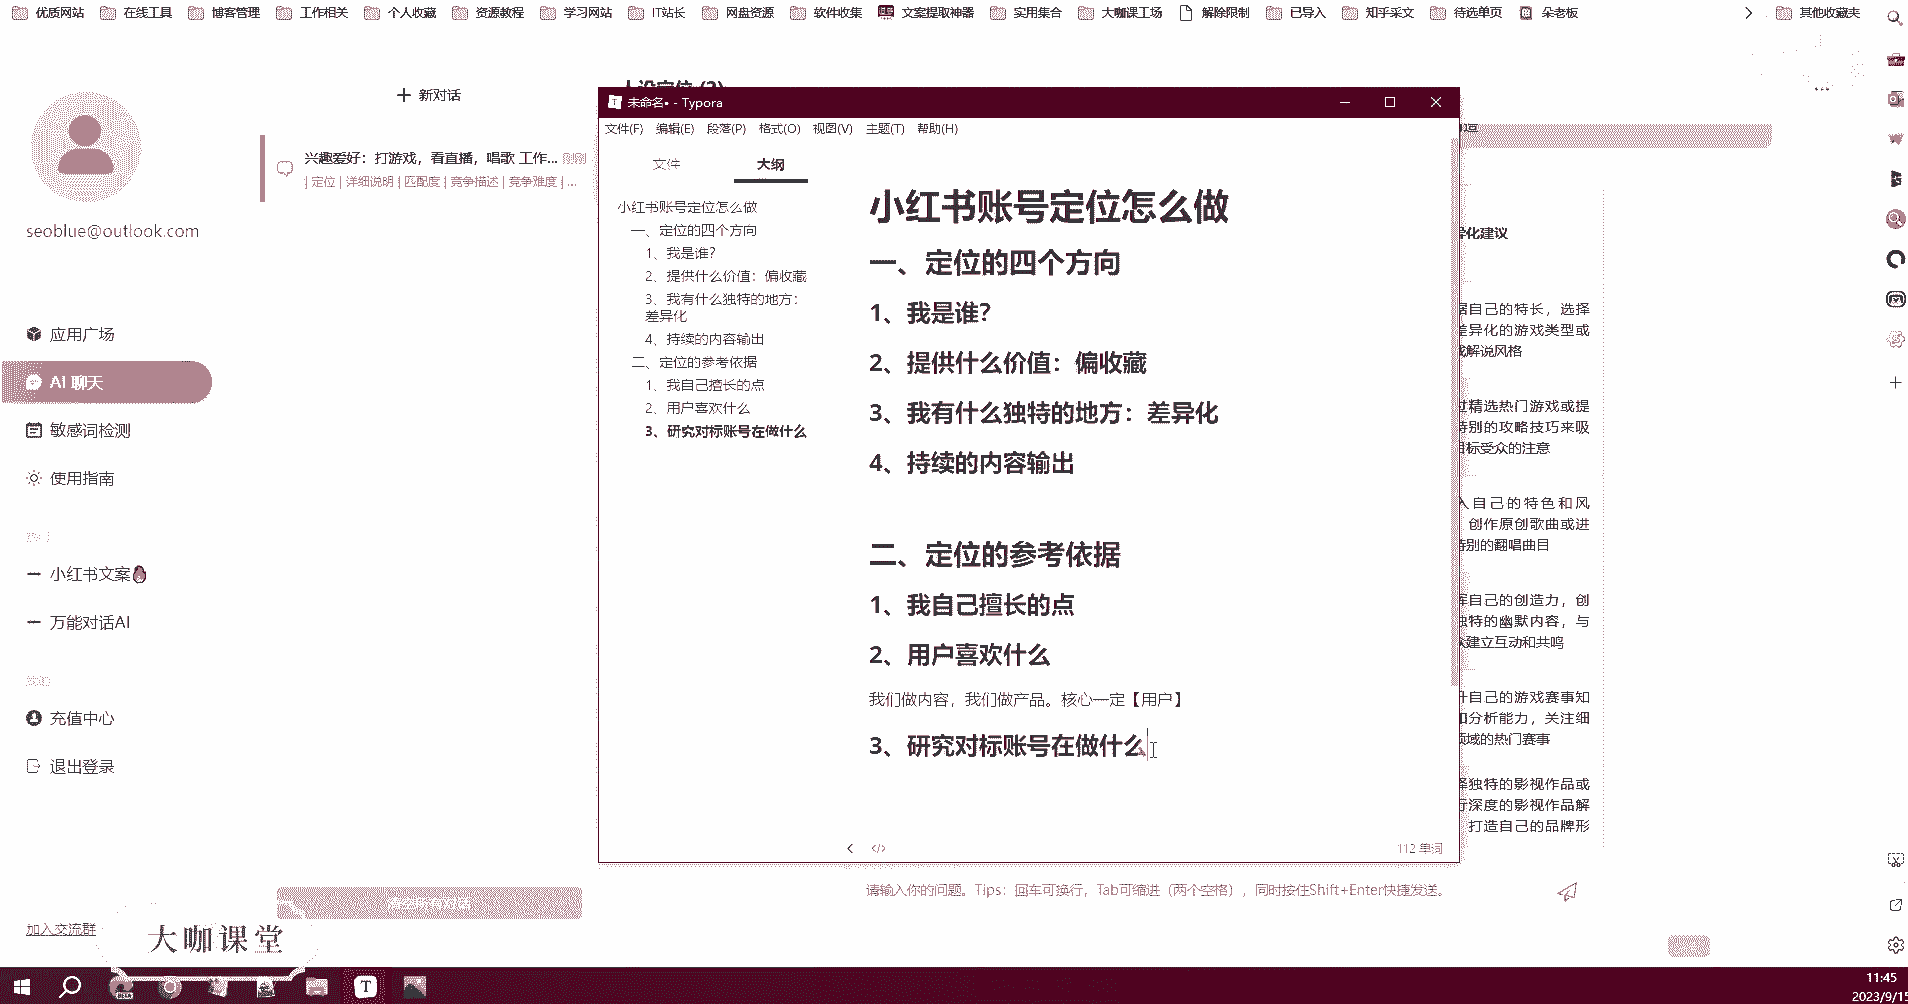 优质网站 在线工具 博客管理 工作相关 个人收藏 资源教程 学习网站 IT站长 网盘资源 软件收集 文案提取神器 实用集合 大咖课工场 解除限制 已导入 知乎采文 待选单页 朵老板 其他收藏夹
seoblue@outlook.com
应用广场
AI 聊天
敏感词检测
使用指南
小红书文案
万能对话AI
充值中心
退出登录
加入交流群
大咖课堂
新对话
兴趣爱好：打游戏，看直播，唱歌 工作... 刚刚
| 定位 | 详细说明 | 匹配度 | 竞争描述 | 竞争难度 | ...
人设定位 (2)
未命名• - Typora
文件(F) 编辑(E) 段落(P) 格式(O) 视图(V) 主题(T) 帮助(H)
文件 大纲
小红书账号定位怎么做
一、定位的四个方向
1、我是谁？
2、提供什么价值：偏收藏
3、我有什么独特的地方：
差异化
4、持续的内容输出
二、定位的参考依据
1、我自己擅长的点
2、用户喜欢什么
3、研究对标账号在做什么
小红书账号定位怎么做
一、定位的四个方向
1、我是谁？
2、提供什么价值：偏收藏
3、我有什么独特的地方：差异化
4、持续的内容输出
二、定位的参考依据
1、我自己擅长的点
2、用户喜欢什么
我们做内容，我们做产品。核心一定【用户】
3、研究对标账号在做什么
112 单词
化建议
自己的特长，选择
异化的游戏类型或
解说风格
精选热门游戏或提
特别的攻略技巧来吸
目标受众的注意
入自己的特色和风
创作原创歌曲或进
特别的翻唱曲目
自己的创造力，创
独特的幽默内容，与
建立互动和共鸣
自己的游戏赛事知
和分析能力，关注细
领域的热门赛事
择独特的影视作品或
行深度的影视作品解
打造自己的品牌形
请输入你的问题。Tips：回车可换行，Tab可缩进（两个空格），同时按住Shift+Enter快捷发送。
清空所有对话
11:45
2023/9/15